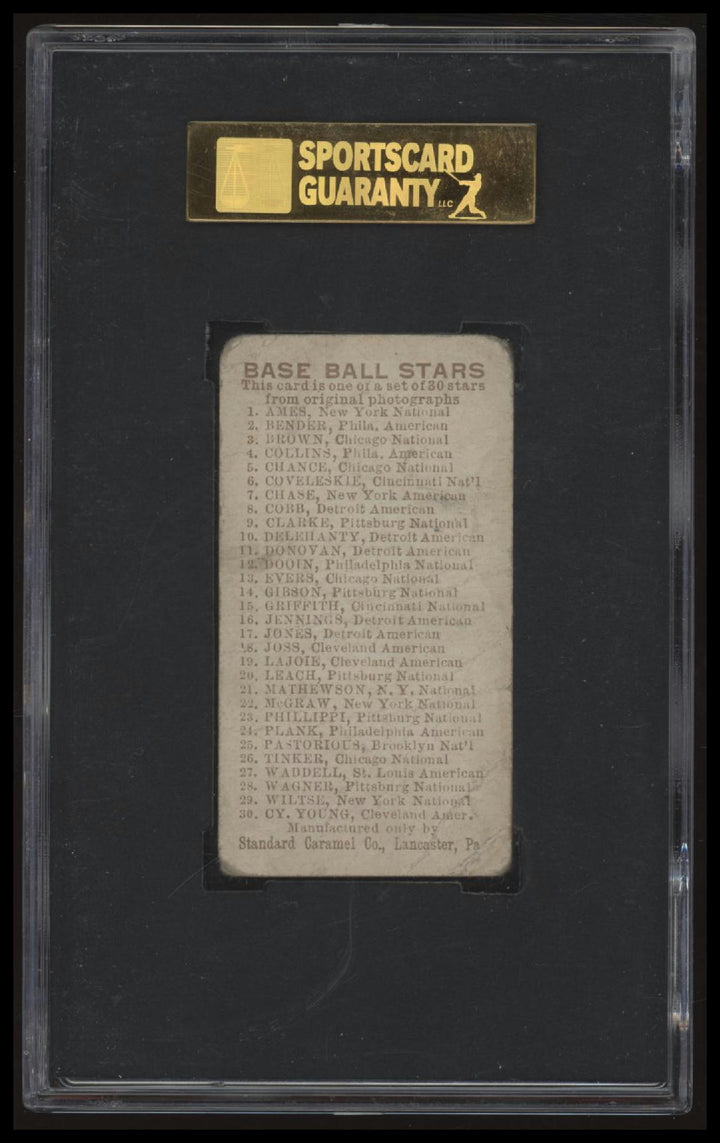 SPORTSCARD
GUARANTY LLC
BASE BALL STARS
This card is one of a set of 30 stars
from original photographs
1. AMES, New York National
2. BENDER, Phila. American
3. BROWN, Chicago National
4. COLLINS, Phila. American
5. CHANCE, Chicago National
6. COVELESKIE, Cincinnati Nat'l
7. CHASE, New York American
8. COBB, Detroit American
9. CLARKE, Pittsburg National
10. DELEHANTY, Detroit American
11. DONOVAN, Detroit American
12. DOOIN, Philadelphia National
13. EVERS, Chicago National
14. GIBSON, Pittsburg National
15. GRIFFITH, Cincinnati National
16. JENNINGS, Detroit American
17. JONES, Detroit American
18. JOSS, Cleveland American
19. LAJOIE, Cleveland American
20. LEACH, Pittsburg National
21. MATHEWSON, N. Y. National
22. McGRAW, New York National
23. PHILLIPPI, Pittsburg National
24. PLANK, Philadelphia American
25. PASTORIOUS, Brooklyn Nat'l
26. TINKER, Chicago National
27. WADDELL, St. Louis American
28. WAGNER, Pittsburg National
29. WILTSE, New York National
30. CY. YOUNG, Cleveland Amer.
Manufactured only by
Standard Caramel Co., Lancaster, Pa